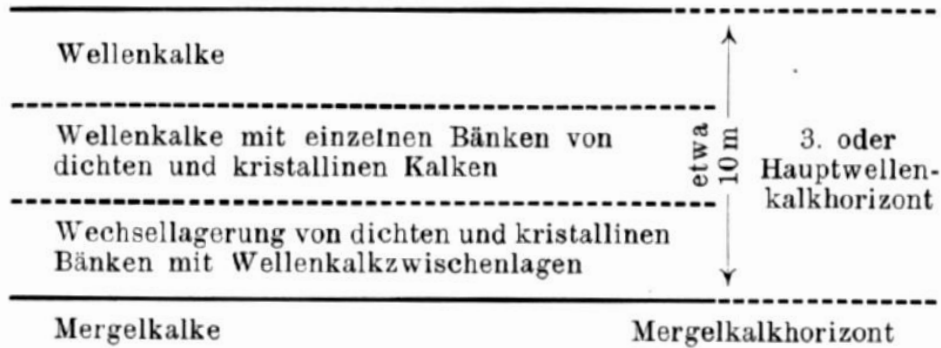 Wellenkalke
Wellenkalke mit einzelnen Bänken von
dichten und kristallinen Kalken
Wechsellagerung von dichten und kristallinen
Bänken mit Wellenkalkzwischenlagen
etwa
10 m
3. oder
Hauptwellen-
kalkhorizont
Mergelkalke
Mergelkalkhorizont